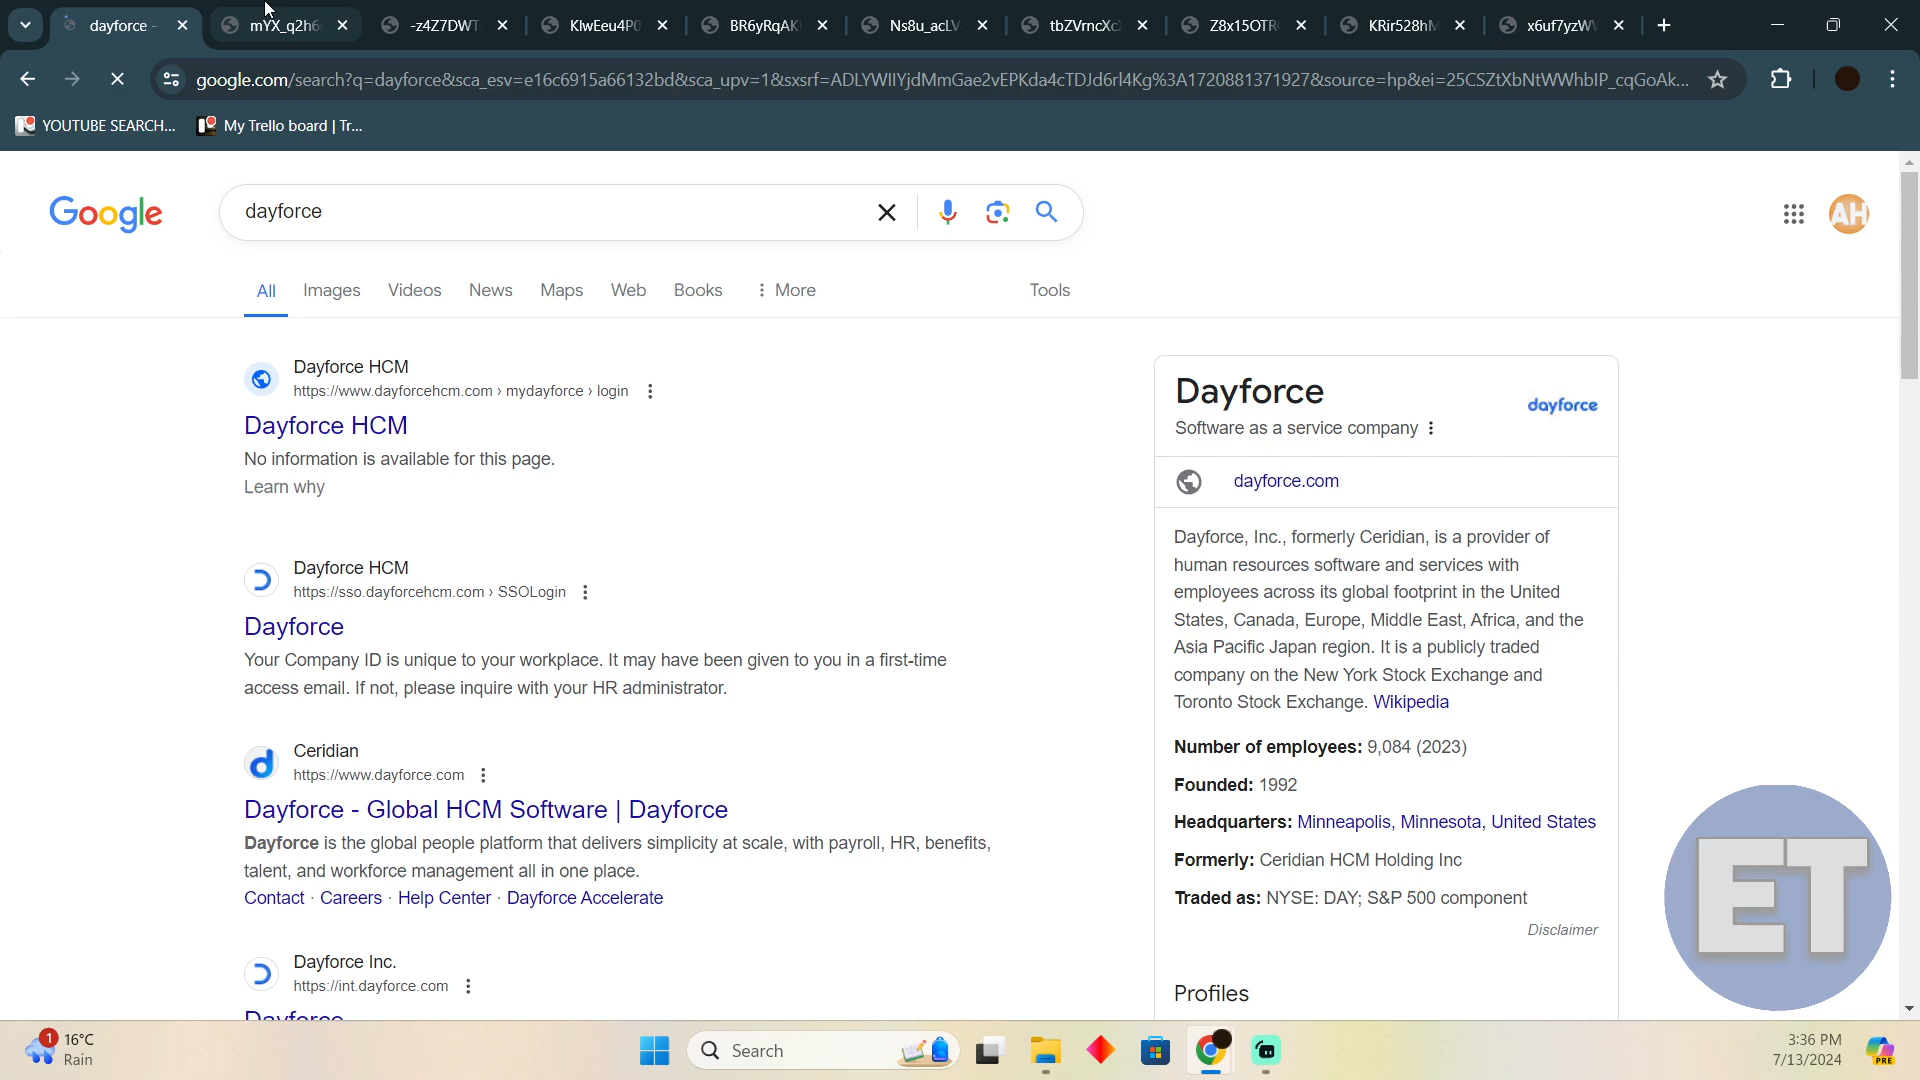 dayforce -
mYX_q2h6
-z4Z7DWT
KlwEeu4P0
BR6yRqAK
Ns8u_acLV
tbZVrncXc
Z8x15OTR
KRir528hM
x6uf7yzW
google.com/search?q=dayforce&sca_esv=e16c6915a66132bd&sca_upv=1&sxsrf=ADLYWIIYjdMmGae2vEPKda4cTDJd6rl4Kg%3A1720881371927&source=hp&ei=25CSZtXbNtWWhbIP_cqGoAk...
YOUTUBE SEARCH...
My Trello board | Tr...
Google
dayforce
AH
All
Images
Videos
News
Maps
Web
Books
More
Tools
Dayforce HCM
https://www.dayforcehcm.com › mydayforce › login
Dayforce HCM
No information is available for this page.
Learn why
Dayforce HCM
https://sso.dayforcehcm.com › SSOLogin
Dayforce
Your Company ID is unique to your workplace. It may have been given to you in a first-time
access email. If not, please inquire with your HR administrator.
Ceridian
https://www.dayforce.com
Dayforce - Global HCM Software | Dayforce
Dayforce is the global people platform that delivers simplicity at scale, with payroll, HR, benefits,
talent, and workforce management all in one place.
Contact · Careers · Help Center · Dayforce Accelerate
Dayforce Inc.
https://int.dayforce.com
Dayforce
Dayforce
dayforce
Software as a service company
dayforce.com
Dayforce, Inc., formerly Ceridian, is a provider of
human resources software and services with
employees across its global footprint in the United
States, Canada, Europe, Middle East, Africa, and the
Asia Pacific Japan region. It is a publicly traded
company on the New York Stock Exchange and
Toronto Stock Exchange. Wikipedia
Number of employees: 9,084 (2023)
Founded: 1992
Headquarters: Minneapolis, Minnesota, United States
Formerly: Ceridian HCM Holding Inc
Traded as: NYSE: DAY; S&P 500 component
Disclaimer
Profiles
ET
1
16°C
Rain
Search
3:36 PM
7/13/2024
PRE